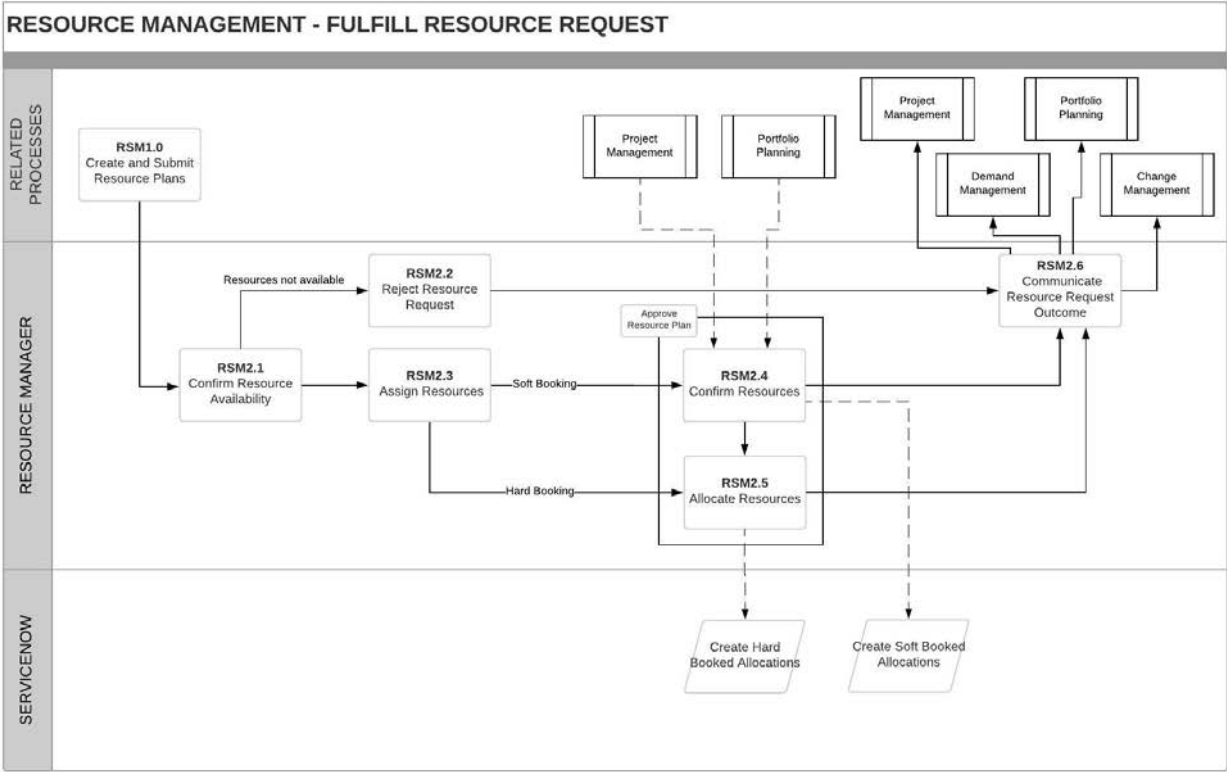 RESOURCE MANAGEMENT - FULFILL RESOURCE REQUEST
RELATED
PROCESSES
RSM1.0
Create and Submit
Resource Plans
Project
Management
Portfolio
Planning
Project
Management
Portfolio
Planning
Demand
Management
Change
Management
RESOURCE MANAGER
Resources not available
RSM2.2
Reject Resource
Request
RSM2.6
Communicate
Resource Request
Outcome
Approve
Resource Plan
RSM2.1
Confirm Resource
Availability
RSM2.3
Assign Resources
Soft Booking
RSM2.4
Confirm Resources
Hard Booking
RSM2.5
Allocate Resources
SERVICENOW
Create Hard
Booked Allocations
Create Soft Booked
Allocations